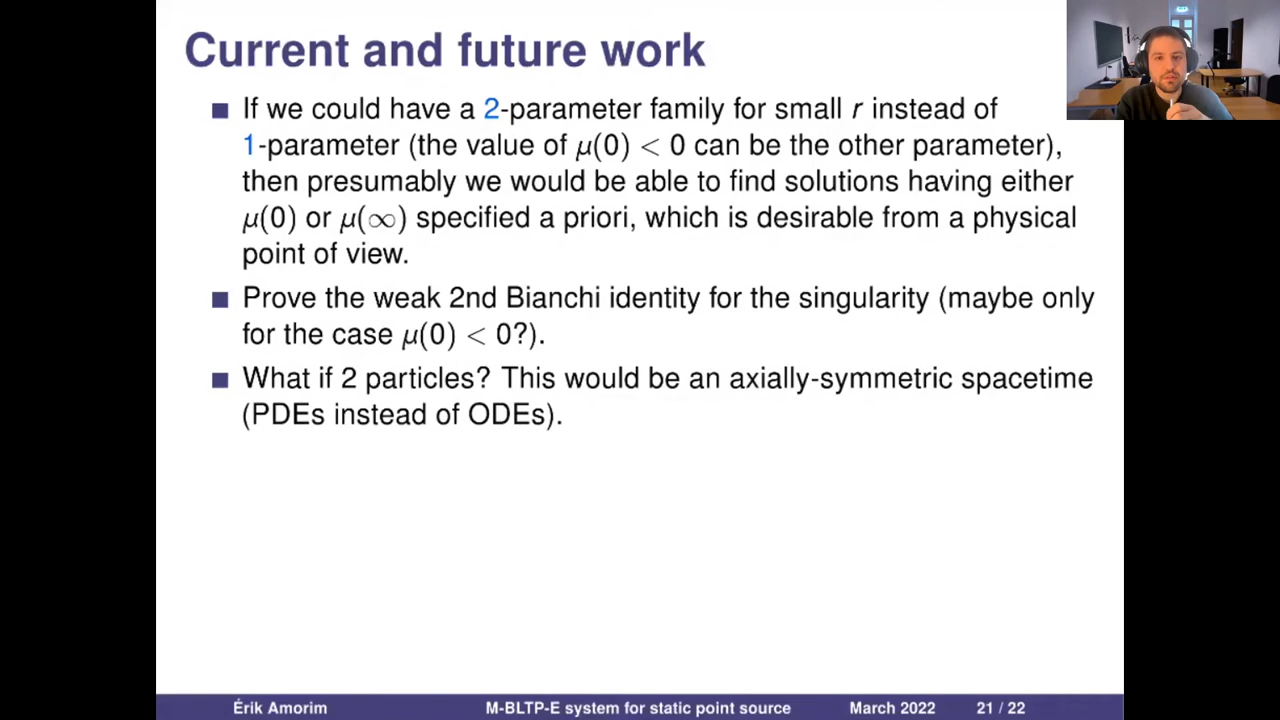 Current and future work
■ If we could have a 2-parameter family for small r instead of
1-parameter (the value of μ(0) < 0 can be the other parameter),
then presumably we would be able to find solutions having either
μ(0) or μ(∞) specified a priori, which is desirable from a physical
point of view.
■ Prove the weak 2nd Bianchi identity for the singularity (maybe only
for the case μ(0) < 0?).
■ What if 2 particles? This would be an axially-symmetric spacetime
(PDEs instead of ODEs).
Érik Amorim M-BLTP-E system for static point source March 2022 21 / 22